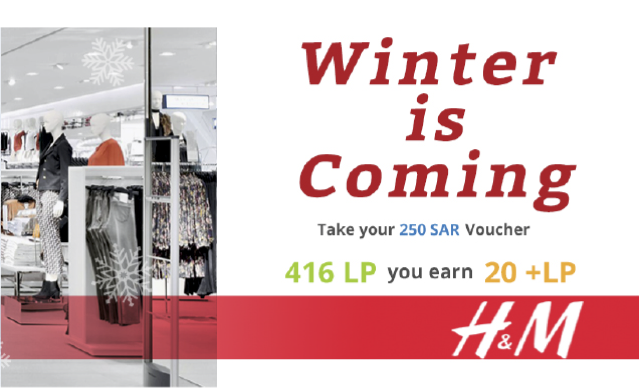 Winter
is
Coming
Take your 250 SAR Voucher
416 LP you earn 20 +LP
H&M